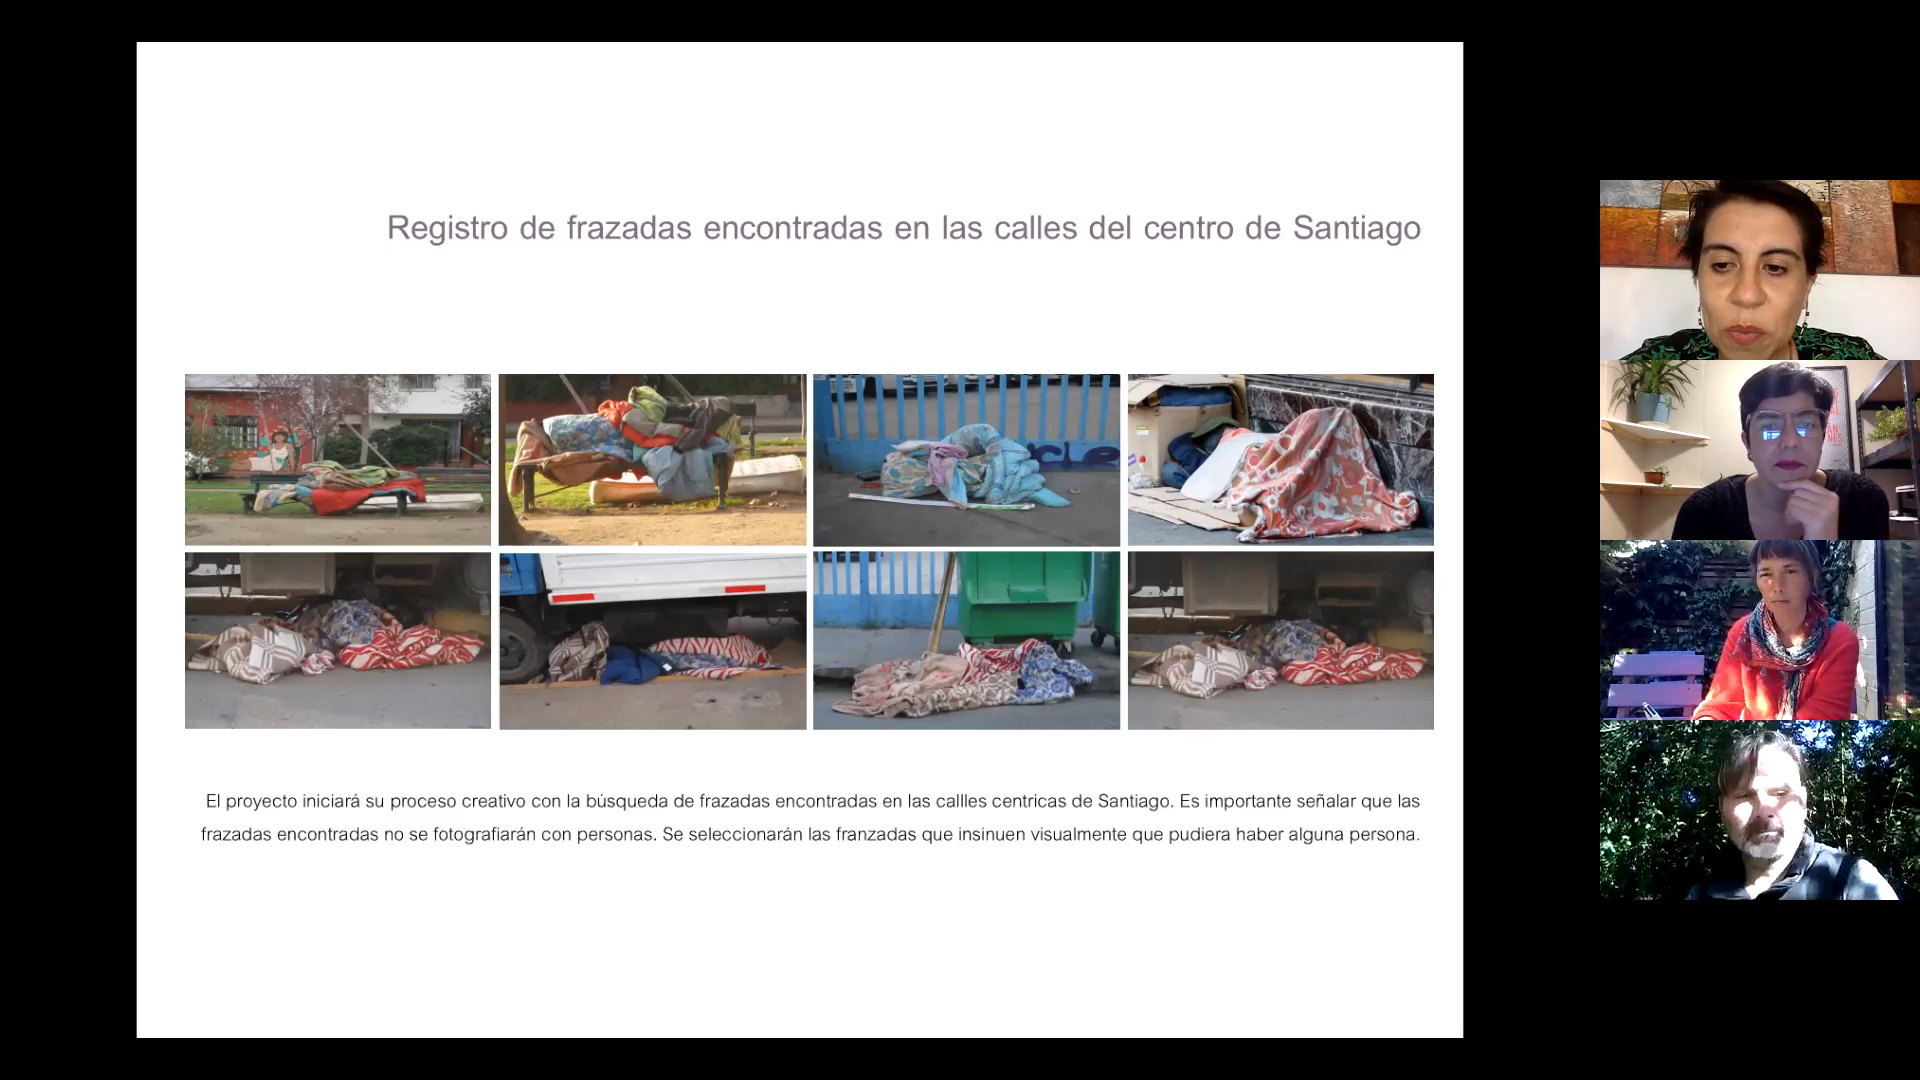 Registro de frazadas encontradas en las calles del centro de Santiago
El proyecto iniciará su proceso creativo con la búsqueda de frazadas encontradas en las callles centricas de Santiago. Es importante señalar que las
frazadas encontradas no se fotografiarán con personas. Se seleccionarán las franzadas que insinuen visualmente que pudiera haber alguna persona.